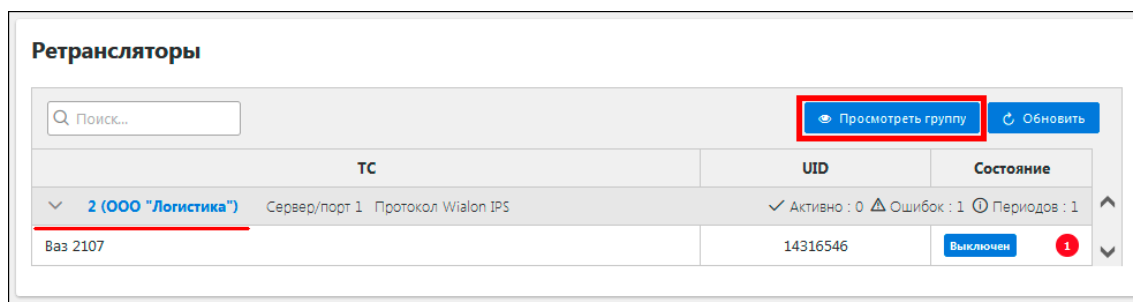 Ретрансляторы
Поиск...
Просмотреть группу
Обновить
ТС UID Состояние
2 (ООО "Логистика") Сервер/порт 1 Протокол Wialon IPS Активно : 0 Ошибок : 1 Периодов : 1
Ваз 2107 14316546 Выключен 1